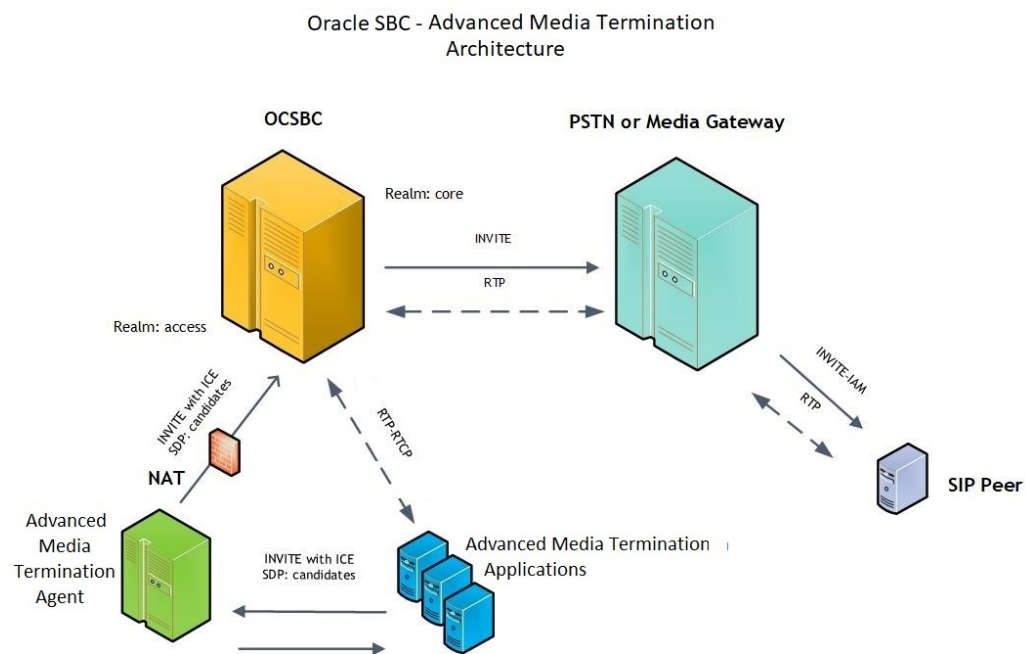 Oracle SBC - Advanced Media Termination
Architecture
OCSBC
PSTN or Media Gateway
Realm: core
INVITE
RTP
Realm: access
INVITE-IAM
RTP
INVITE with ICE
SDP: candidates
RTP-RTCP
NAT
SIP Peer
Advanced
Media
Termination
Agent
INVITE with ICE
SDP: candidates
Advanced Media Termination
Applications